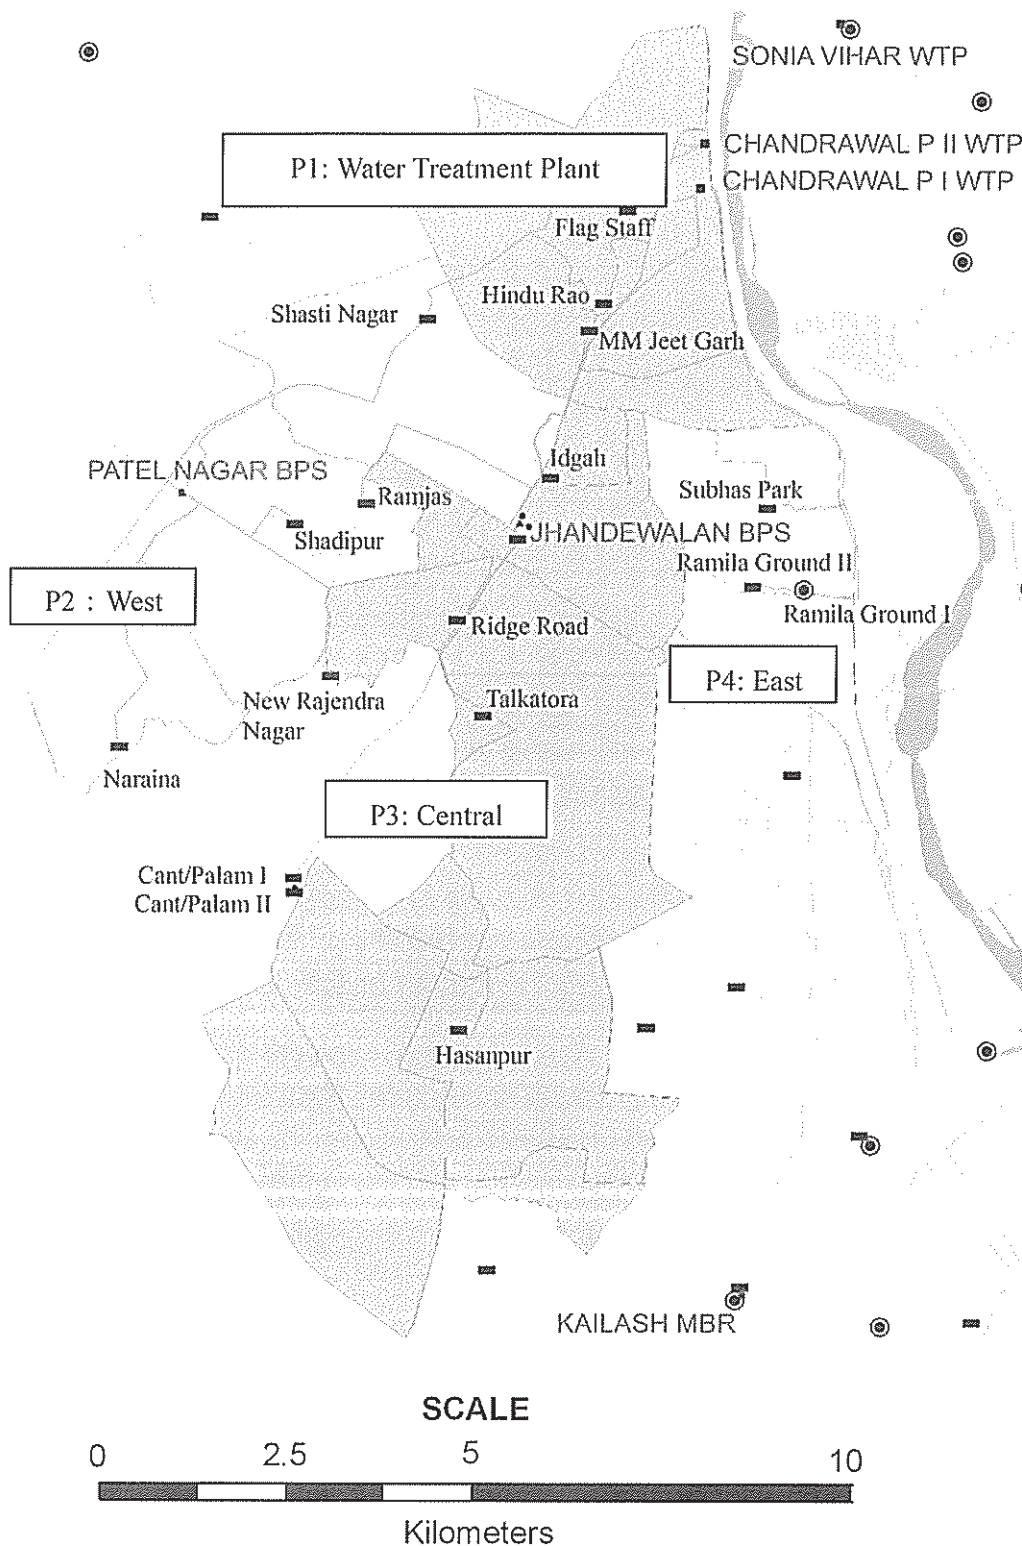 SONIA VIHAR WTP
CHANDRAWAL P II WTP
P1: Water Treatment Plant
CHANDRAWAL P I WTP
Flag Staff
Hindu Rao
Shasti Nagar
MM Jeet Garh
Idgah
PATEL NAGAR BPS
Ramjas
Subhas Park
Shadipur
JHANDEWALAN BPS
Ramila Ground II
P2 : West
Ramila Ground I
Ridge Road
P4: East
New Rajendra
Nagar
Talkatora
Naraina
P3: Central
Cant/Palam I
Cant/Palam II
Hasanpur
KAILASH MBR
SCALE
0 2.5 5 10
Kilometers